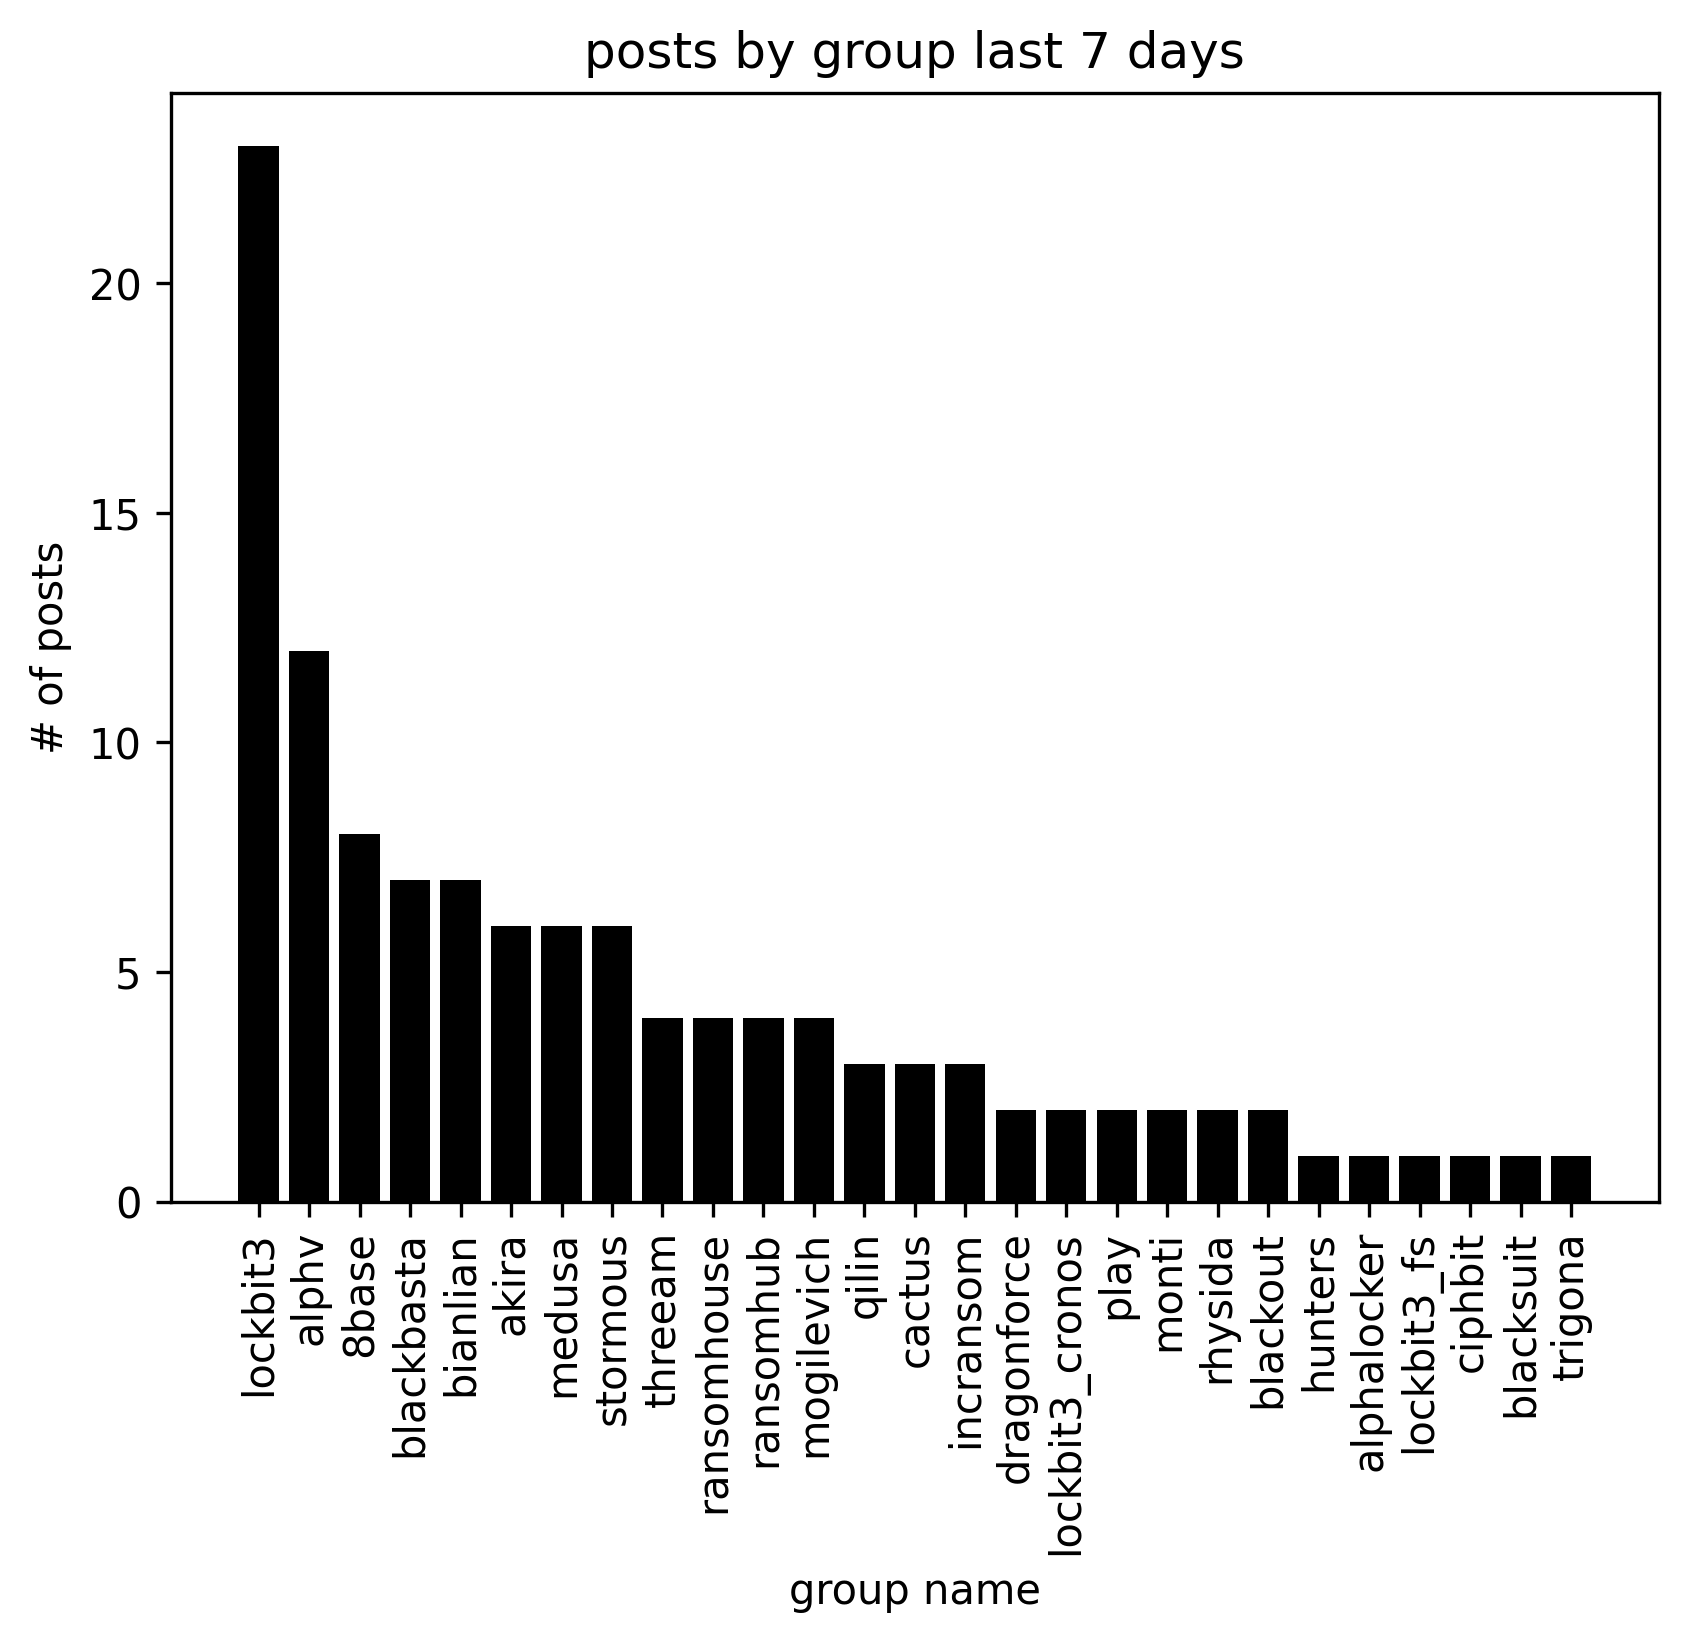 posts by group last 7 days
# of posts
20
15
10
5
0
lockbit3
alphv
8base
blackbasta
bianlian
akira
medusa
stormous
threeam
ransomhouse
ransomhub
mogilevich
qilin
cactus
incransom
dragonforce
lockbit3_cronos
play
monti
rhysida
blackout
hunters
alphalocker
lockbit3_fs
ciphbit
blacksuit
trigona
group name